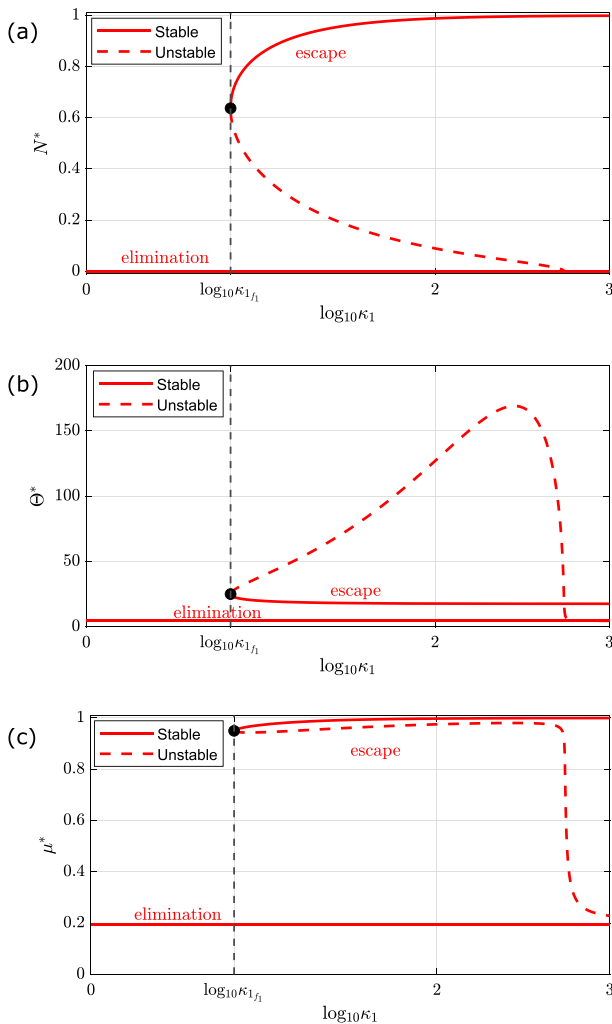 (a)
1
0.8
0.6
0.4
0.2
0
N*
Stable
Unstable
escape
elimination
0
log₁₀κ₁f₁
2
3
log₁₀κ₁
(b)
200
150
100
50
0
Θ*
Stable
Unstable
escape
elimination
0
log₁₀κ₁f₁
2
3
log₁₀κ₁
(c)
1
0.8
0.6
0.4
0.2
0
μ*
Stable
Unstable
escape
elimination
0
log₁₀κ₁f₁
2
3
log₁₀κ₁